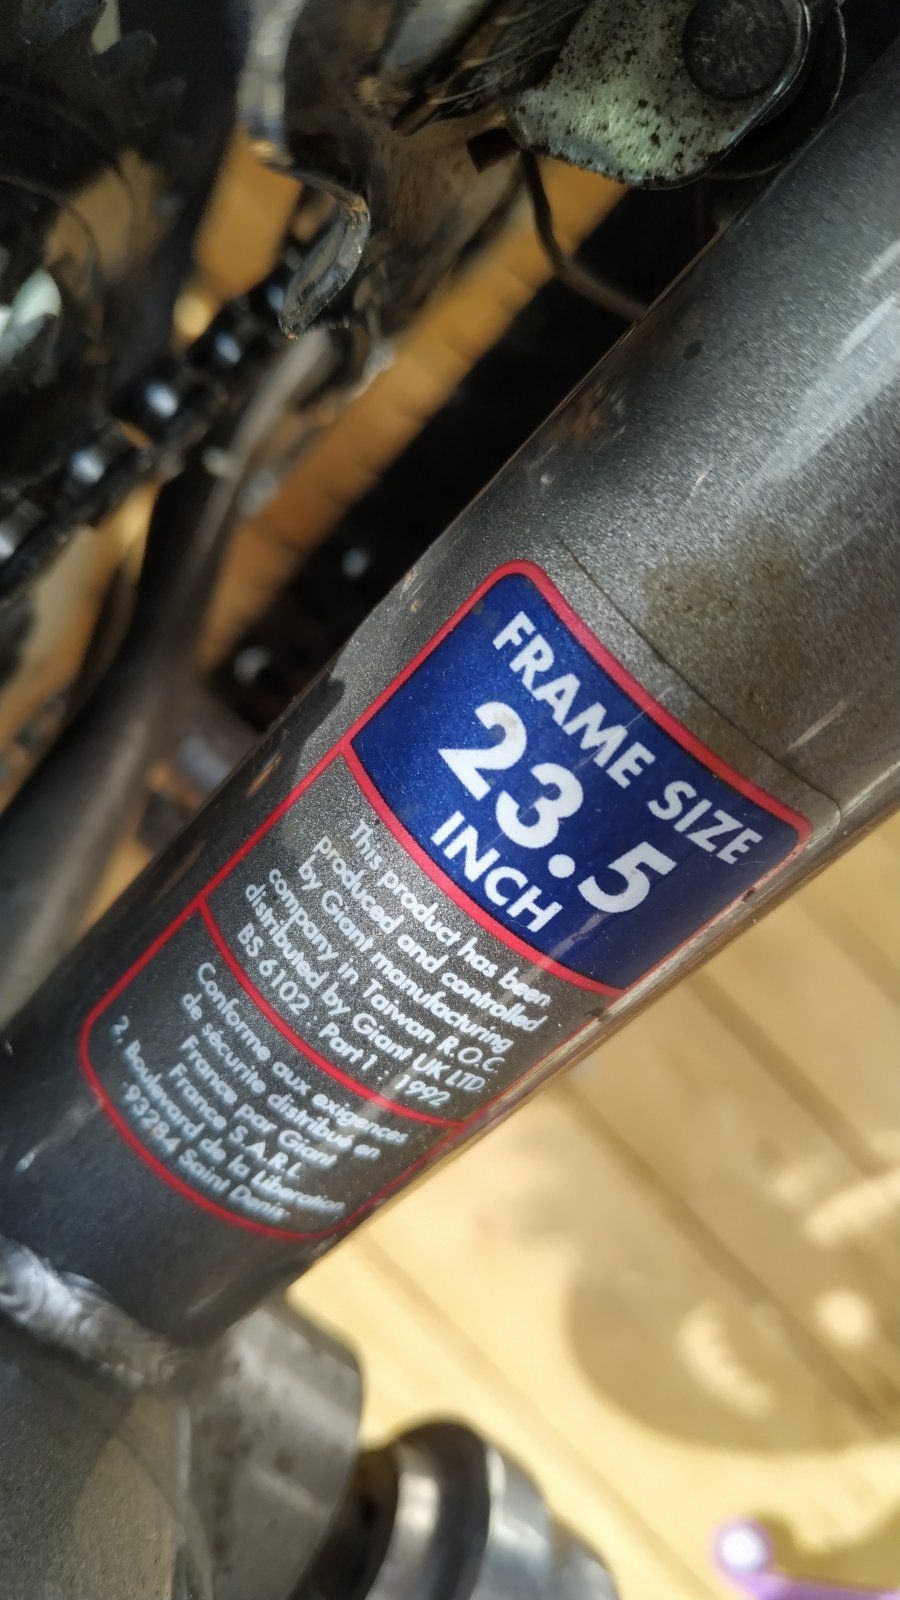 FRAME SIZE
23.5
INCH
This product has been
produced and controlled
by Giant manufacturing
company in Taiwan R.O.C.
distributed by Giant UK LTD
BS 6102 : Part 1 : 1992
Conforme aux exigences
de sécurité distribué en
France par Giant
France S.A.R.L.
2, Boulevard de la Liberation
-93284 Saint Denis-